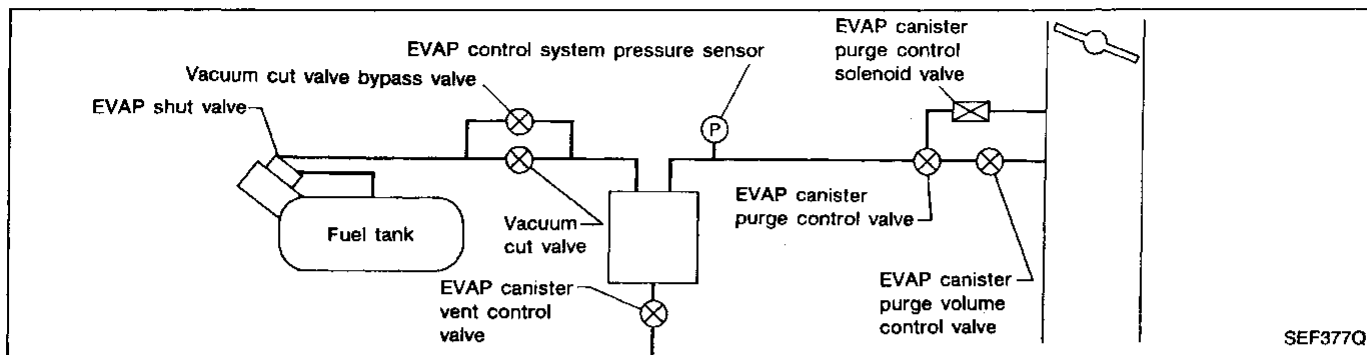 EVAP control system pressure sensor
Vacuum cut valve bypass valve
EVAP shut valve
EVAP canister
purge control
solenoid valve
P
Fuel tank
Vacuum
cut valve
EVAP canister
purge control valve
EVAP canister
vent control
valve
EVAP canister
purge volume
control valve
SEF377Q